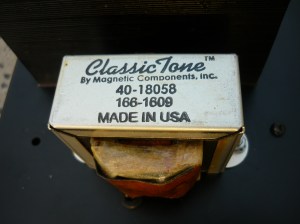 ClassicTone™
By Magnetic Components, Inc.
40-18058
166-1609
MADE IN USA